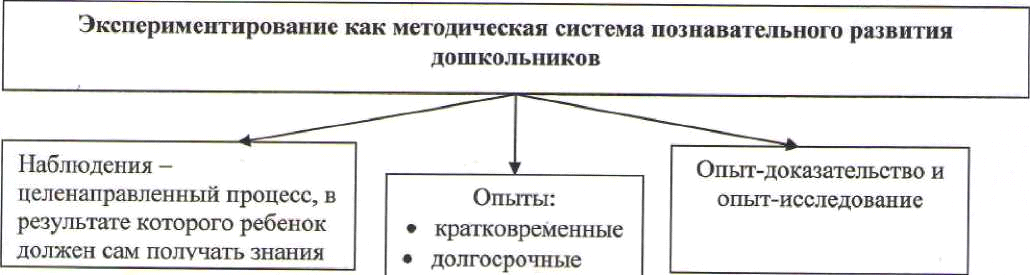 Экспериментирование как методическая система познавательного развития
дошкольников
Наблюдения –
целенаправленный процесс, в
результате которого ребенок
должен сам получать знания
Опыты:
• кратковременные
• долгосрочные
Опыт-доказательство и
опыт-исследование